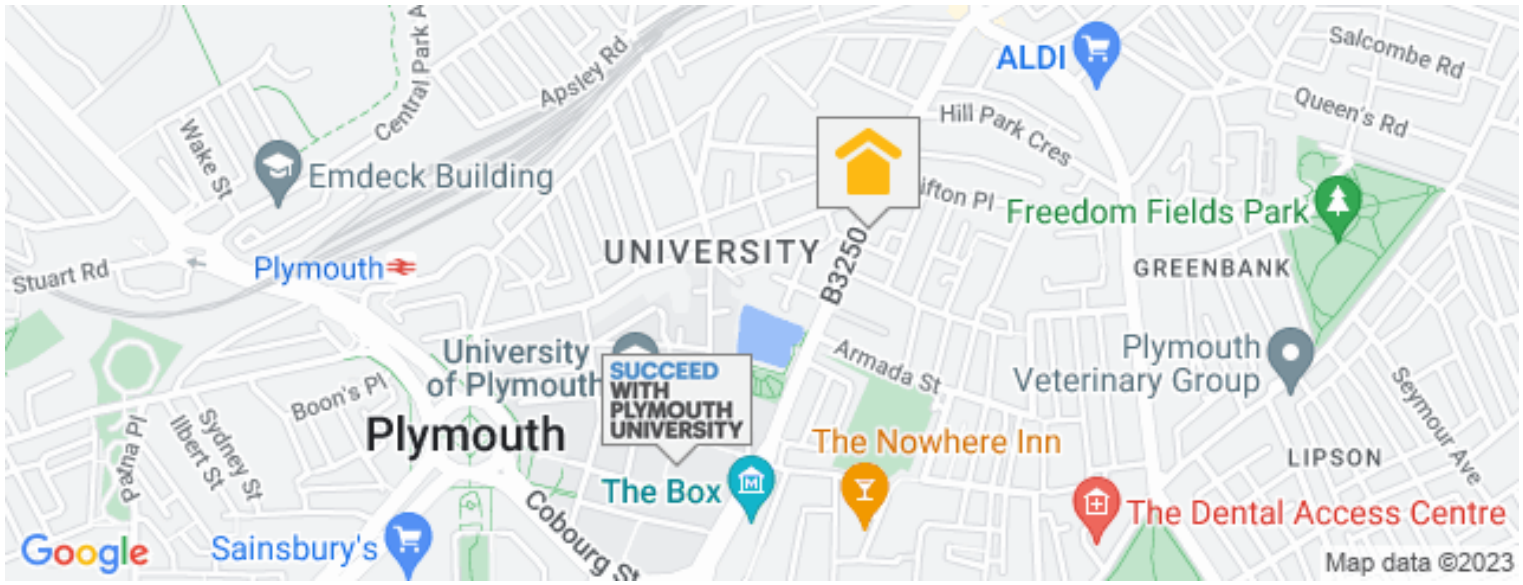 Salcombe Rd
ALDI
Apsley Rd
Central Park A
Queen's Rd
Hill Park Cres
Wake St
Emdeck Building
ifton Pl
Freedom Fields Park
UNIVERSITY
B3250
Plymouth
Stuart Rd
GREENBANK
University
of Plymouth
SUCCEED
WITH
PLYMOUTH
UNIVERSITY
Armada St
Plymouth
Veterinary Group
Boon's Pl
Plymouth
Sydney St
Ilbert St
Seymour Ave
The Nowhere Inn
LIPSON
The Box
M
Cobourg St
The Dental Access Centre
Sainsbury's
Google
Map data ©2023